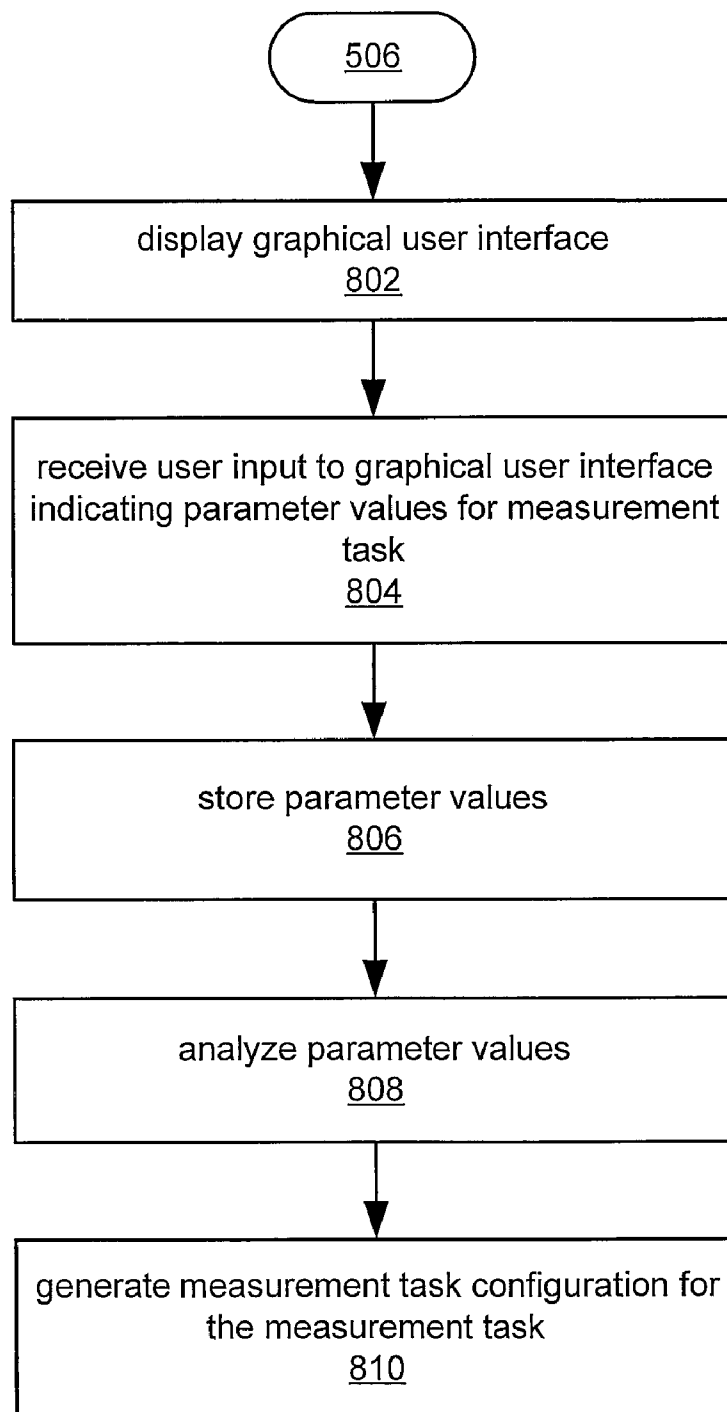 506
display graphical user interface
802
receive user input to graphical user interface
indicating parameter values for measurement
task
804
store parameter values
806
analyze parameter values
808
generate measurement task configuration for
the measurement task
810